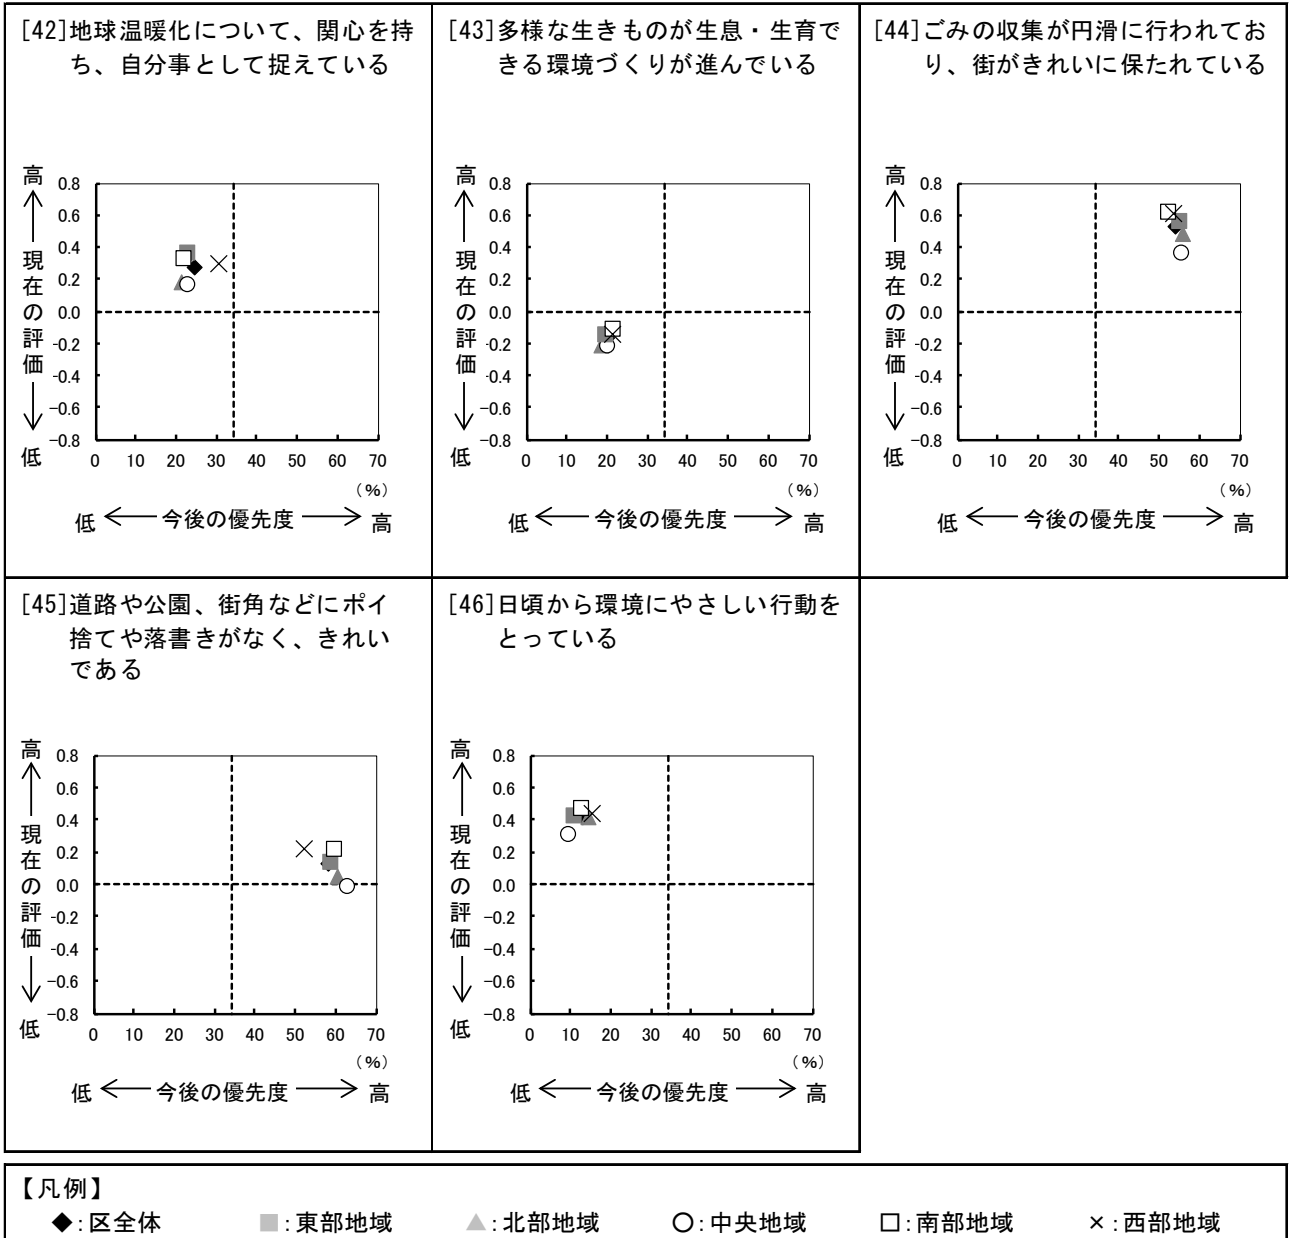 [42]地球温暖化について、関心を持
ち、自分事として捉えている
高
現在の評価
低
0.8
0.6
0.4
0.2
0.0
-0.2
-0.4
-0.6
-0.8
0 10 20 30 40 50 60 70
(%)
低 今後の優先度 高
[43]多様な生きものが生息・生育で
きる環境づくりが進んでいる
高
現在の評価
低
0.8
0.6
0.4
0.2
0.0
-0.2
-0.4
-0.6
-0.8
0 10 20 30 40 50 60 70
(%)
低 今後の優先度 高
[44]ごみの収集が円滑に行われてお
り、街がきれいに保たれている
高
現在の評価
低
0.8
0.6
0.4
0.2
0.0
-0.2
-0.4
-0.6
-0.8
0 10 20 30 40 50 60 70
(%)
低 今後の優先度 高
[45]道路や公園、街角などにポイ
捨てや落書きがなく、きれい
である
高
現在の評価
低
0.8
0.6
0.4
0.2
0.0
-0.2
-0.4
-0.6
-0.8
0 10 20 30 40 50 60 70
(%)
低 今後の優先度 高
[46]日頃から環境にやさしい行動を
とっている
高
現在の評価
低
0.8
0.6
0.4
0.2
0.0
-0.2
-0.4
-0.6
-0.8
0 10 20 30 40 50 60 70
(%)
低 今後の優先度 高
【凡例】
◆:区全体 ■:東部地域 ▲:北部地域 ○:中央地域 □:南部地域 ×:西部地域